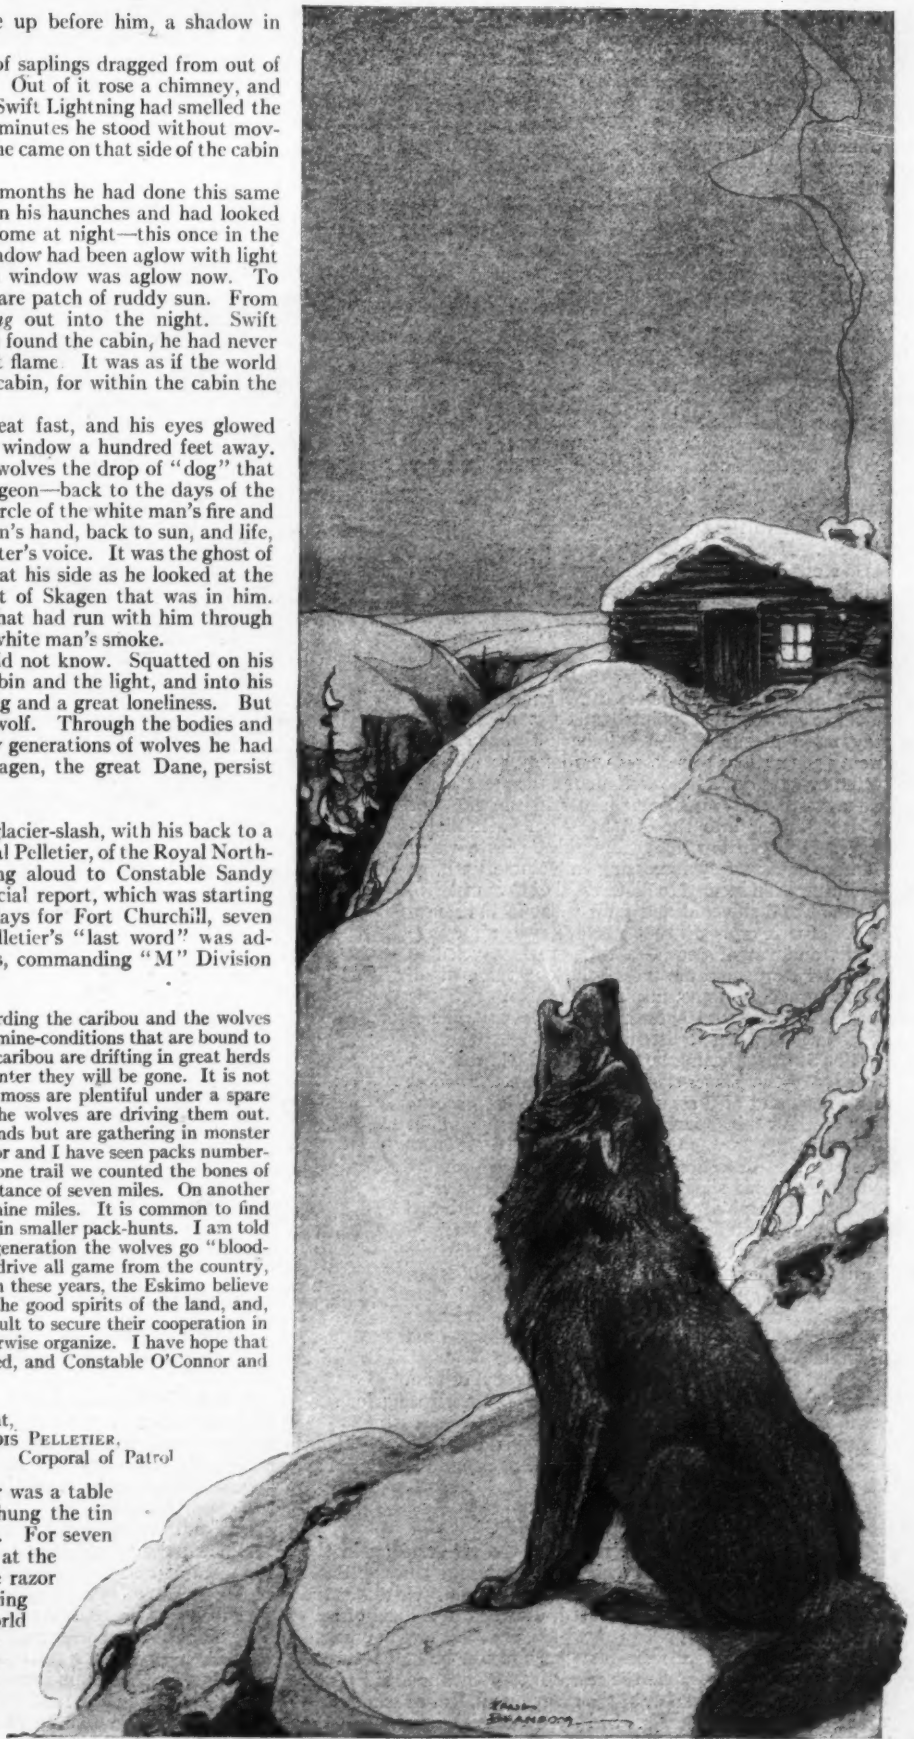 e up before him, a shadow in
of saplings dragged from out of
Out of it rose a chimney, and
Swift Lightning had smelled the
minutes he stood without mov-
ne came on that side of the cabin
months he had done this same
n his haunches and had looked
ome at night—this once in the
ndow had been aglow with light
window was aglow now. To
are patch of ruddy sun. From
ng out into the night. Swift
found the cabin, he had never
t flame It was as if the world
cabin, for within the cabin the
eat fast, and his eyes glowed
window a hundred feet away.
wolves the drop of "dog" that
geon—back to the days of the
rcle of the white man's fire and
n's hand, back to sun, and life,
ter's voice. It was the ghost of
at his side as he looked at the
t of Skagen that was in him.
hat had run with him through
white man's smoke.
d not know. Squatted on his
bin and the light, and into his
g and a great loneliness. But
wolf. Through the bodies and
y generations of wolves he had
agen, the great Dane, persist
glacier-slash, with his back to a
al Pelletier, of the Royal North-
ng aloud to Constable Sandy
cial report, which was starting
ays for Fort Churchill, seven
lletier's "last word" was ad-
s, commanding "M" Division
rding the caribou and the wolves
mine-conditions that are bound to
caribou are drifting in great herds
nter they will be gone. It is not
moss are plentiful under a spare
he wolves are driving them out.
nds but are gathering in monster
or and I have seen packs number-
one trail we counted the bones of
tance of seven miles. On another
nine miles. It is common to find
in smaller pack-hunts. I am told
generation the wolves go "blood-
drive all game from the country,
n these years, the Eskimo believe
he good spirits of the land, and,
ult to secure their cooperation in
rwise organize. I have hope that
ed, and Constable O'Connor and
t,
OIS PELLETIER,
Corporal of Patrol
r was a table
hung the tin
. For seven
at the
e razor
ing
rld
BRANSOM